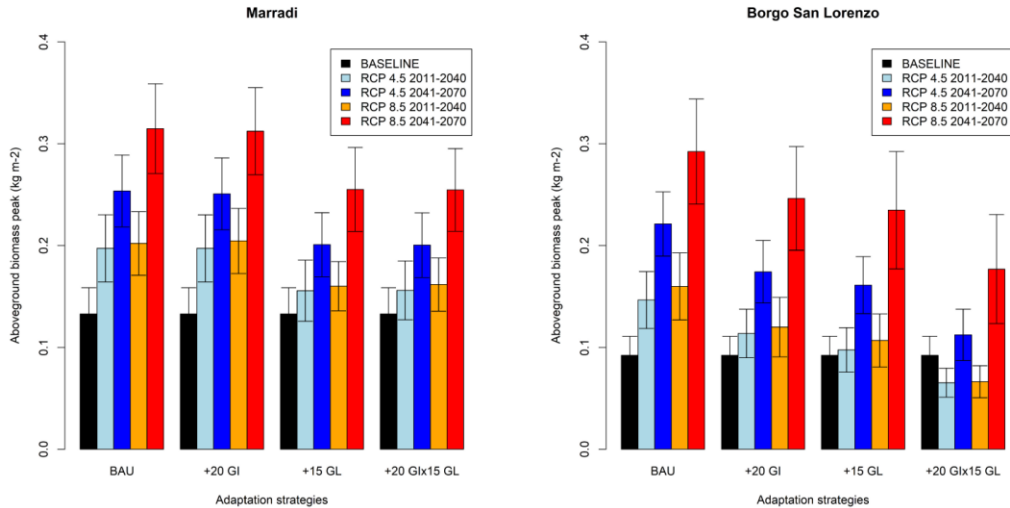 Marradi
Aboveground biomass peak (kg m-2)
0.4
0.3
0.2
0.1
0.0
BASELINE
RCP 4.5 2011-2040
RCP 4.5 2041-2070
RCP 8.5 2011-2040
RCP 8.5 2041-2070
BAU
+20 GI
+15 GL
+20 GIx15 GL
Adaptation strategies
Borgo San Lorenzo
Aboveground biomass peak (kg m-2)
0.4
0.3
0.2
0.1
0.0
BASELINE
RCP 4.5 2011-2040
RCP 4.5 2041-2070
RCP 8.5 2011-2040
RCP 8.5 2041-2070
BAU
+20 GI
+15 GL
+20 GIx15 GL
Adaptation strategies